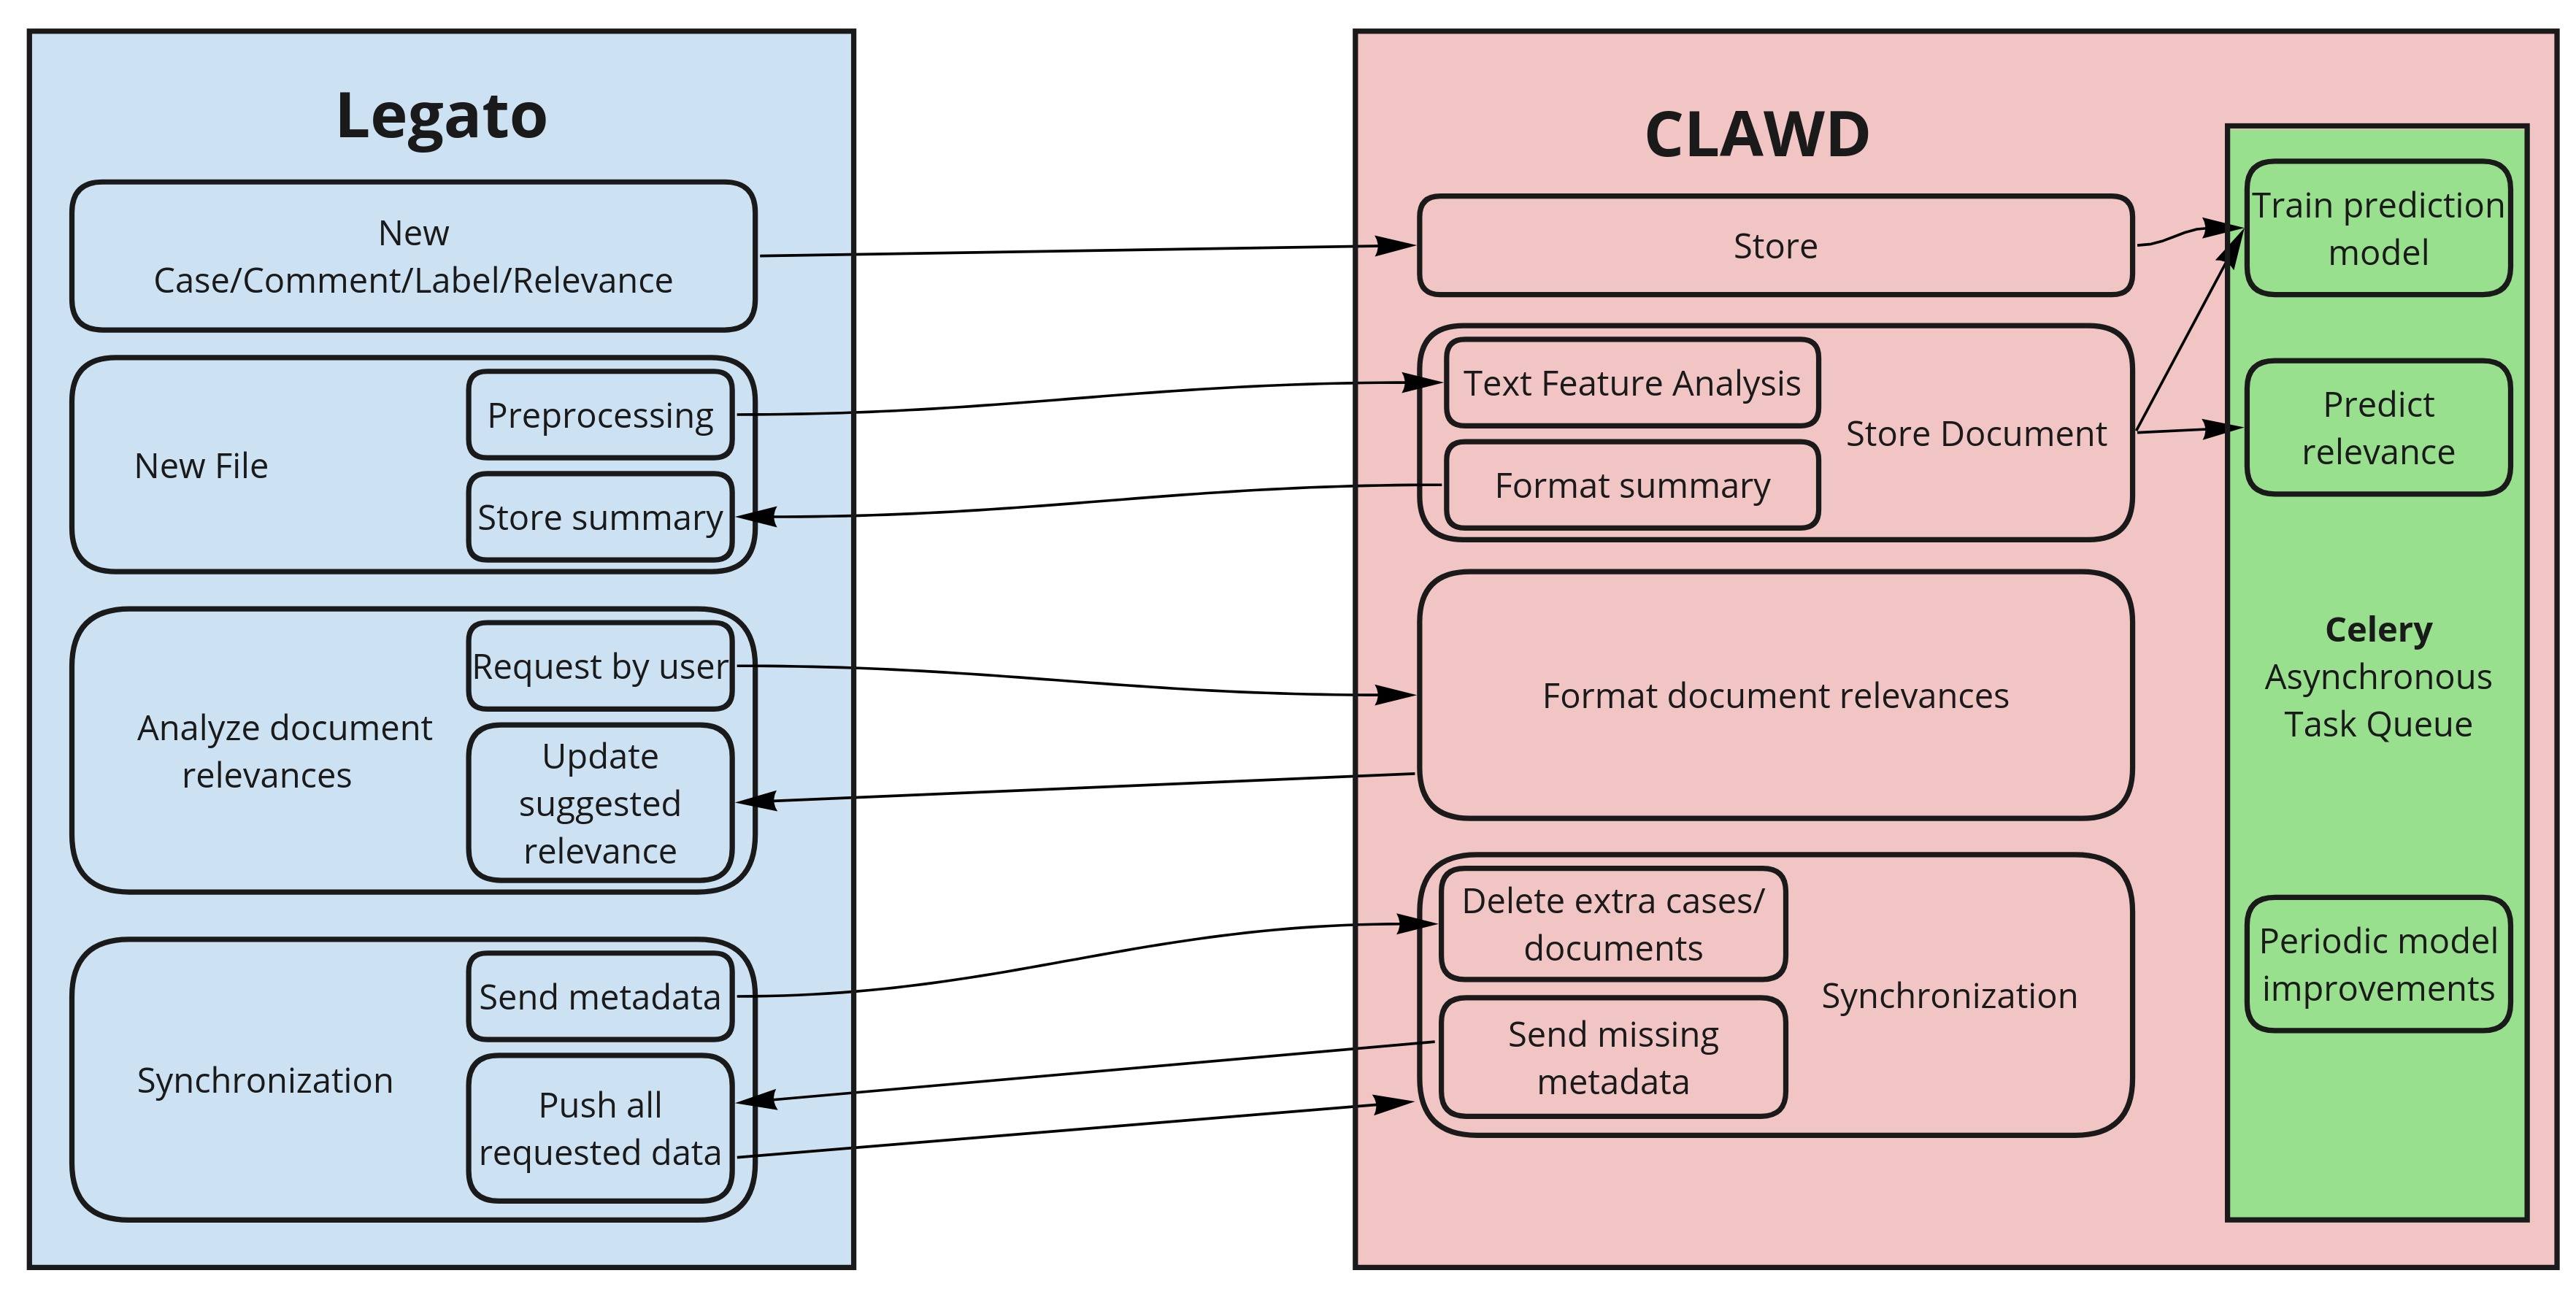 Legato
New
Case/Comment/Label/Relevance
New File
Preprocessing
Store summary
Analyze document
relevances
Request by user
Update
suggested
relevance
Synchronization
Send metadata
Push all
requested data
CLAWD
Store
Text Feature Analysis
Format summary
Store Document
Format document relevances
Delete extra cases/
documents
Send missing
metadata
Synchronization
Train prediction
model
Predict
relevance
Celery
Asynchronous
Task Queue
Periodic model
improvements